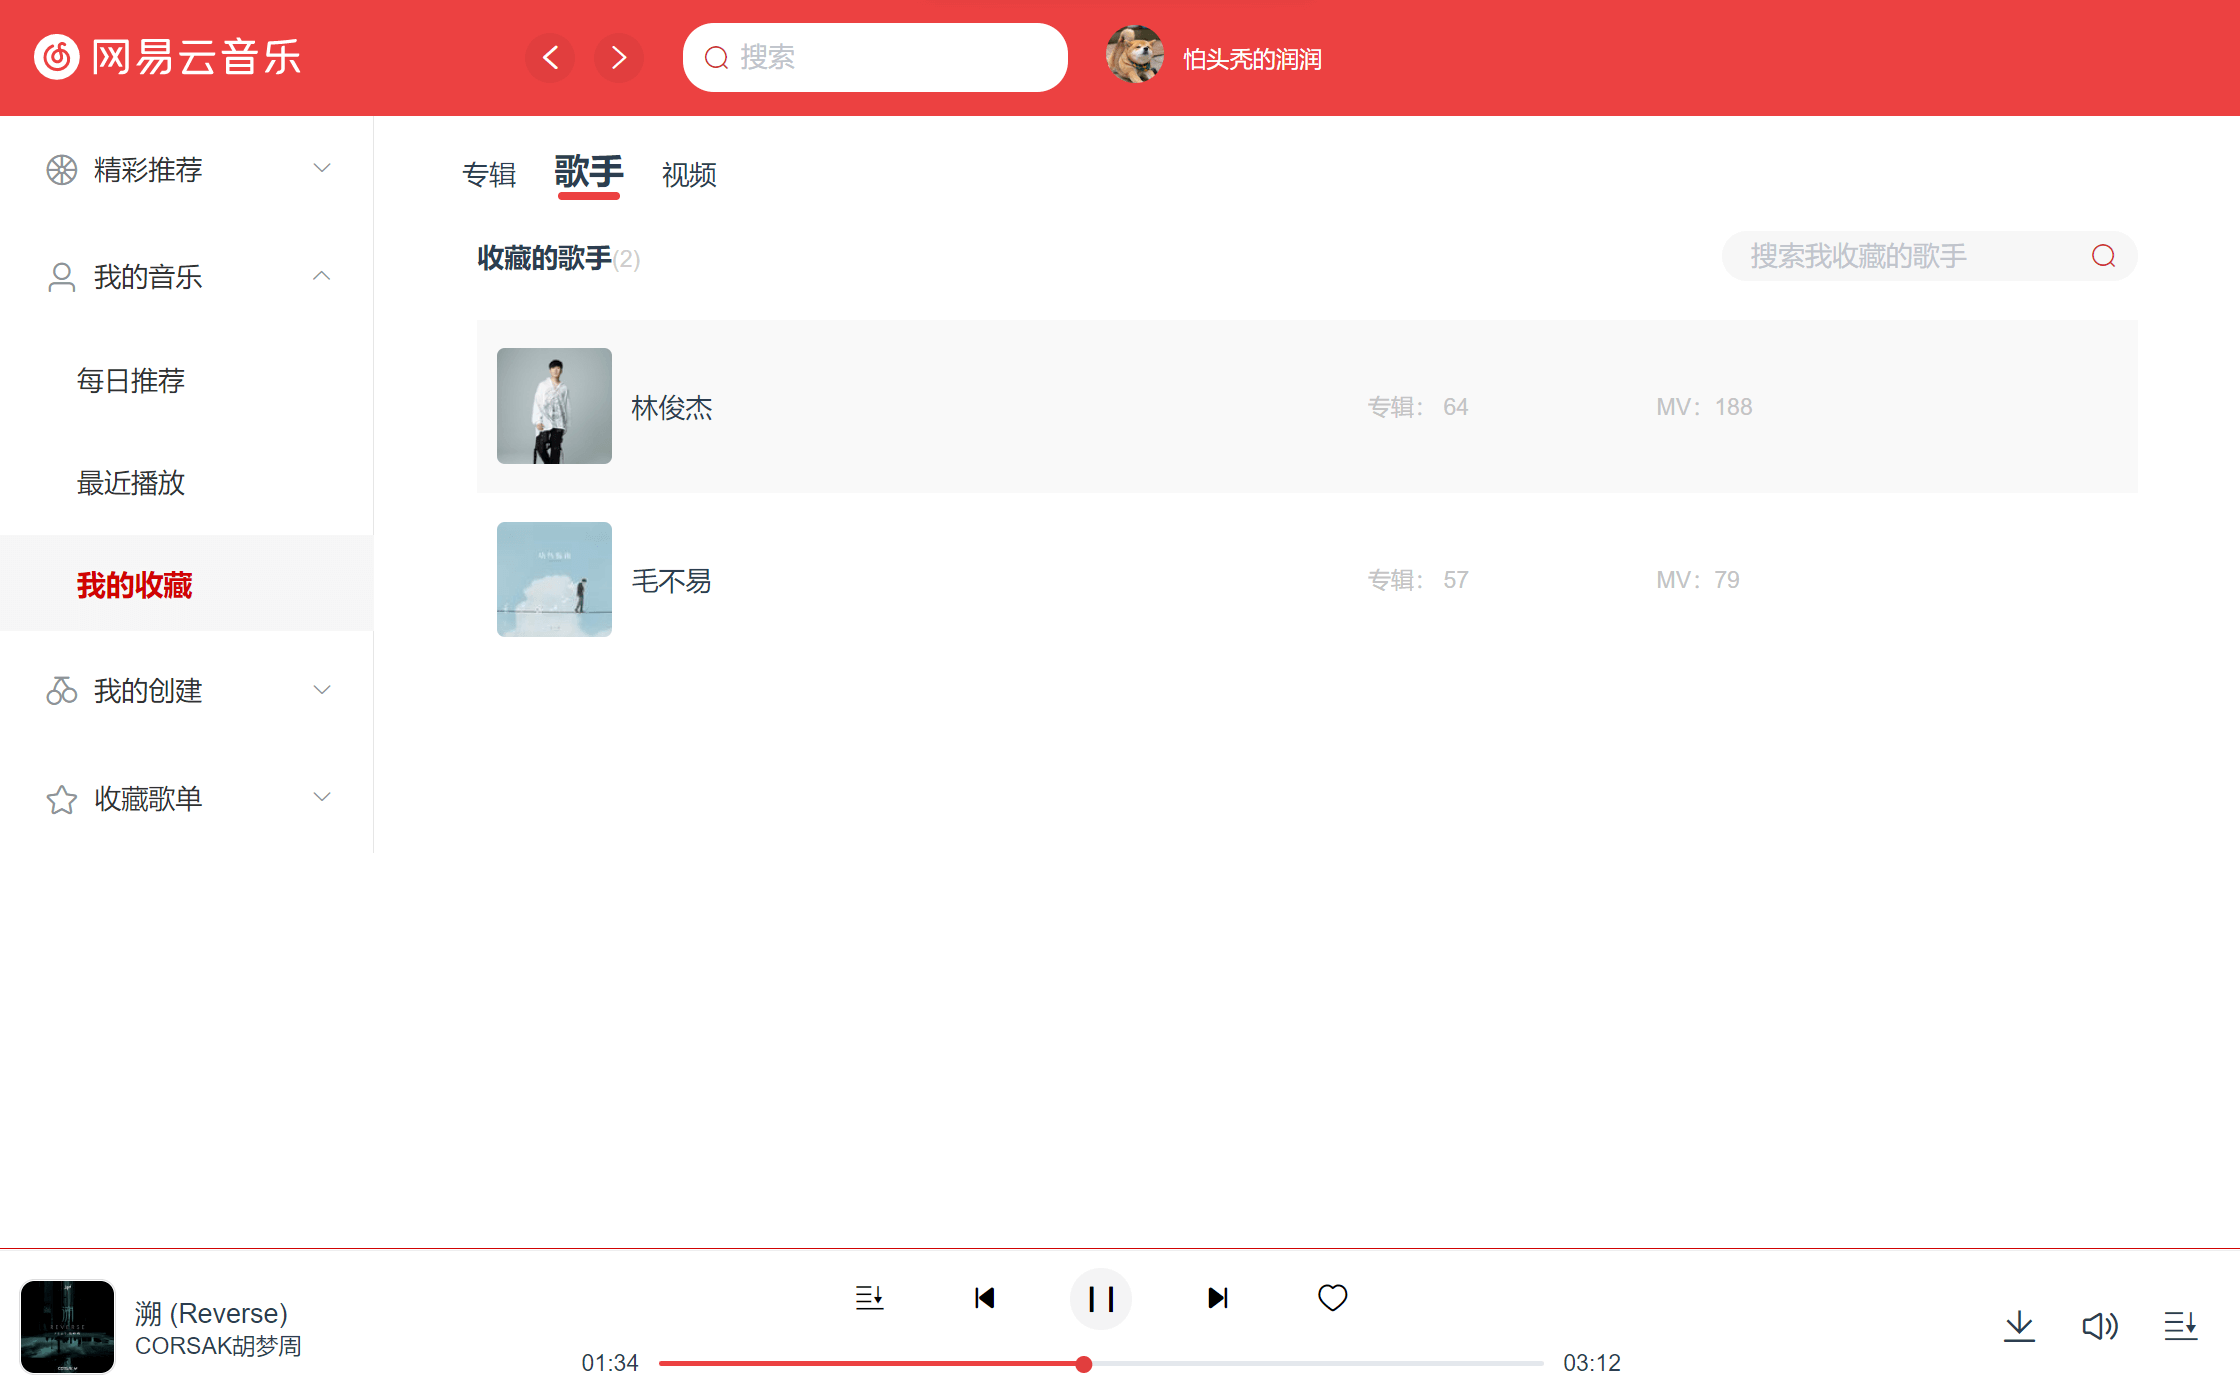 网易云音乐
搜索
怕头秃的润润
精彩推荐
我的音乐
每日推荐
最近播放
我的收藏
我的创建
收藏歌单
专辑 歌手 视频
收藏的歌手(2)
搜索我收藏的歌手
林俊杰 专辑： 64 MV：188
毛不易 专辑： 57 MV：79
REVERSE
溯 (Reverse)
CORSAK胡梦周
01:34
03:12